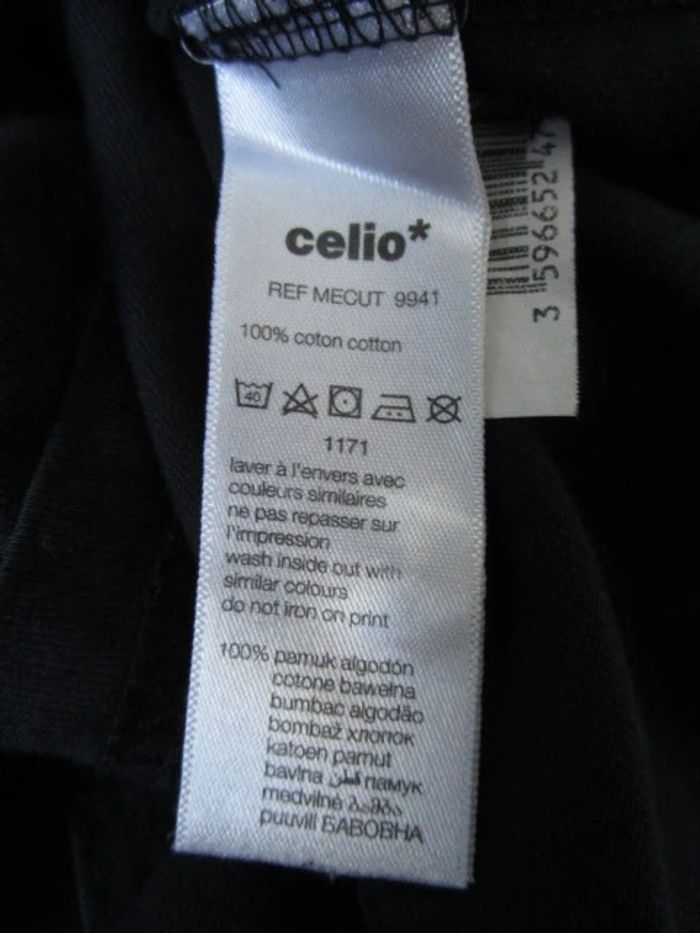 celio*
REF MECUT 9941
100% coton cotton
40
1171
laver à l'envers avec
couleurs similaires
ne pas repasser sur
l'impression
wash inside out with
similar colours
do not iron on print
100% pamuk algodón
cotone bawełna
bumbac algodão
bombaž хлопок
katoen pamut
bavlna قطن памук
medvilnė ბამბა
puuvill БАВОВНА
3 596652 47